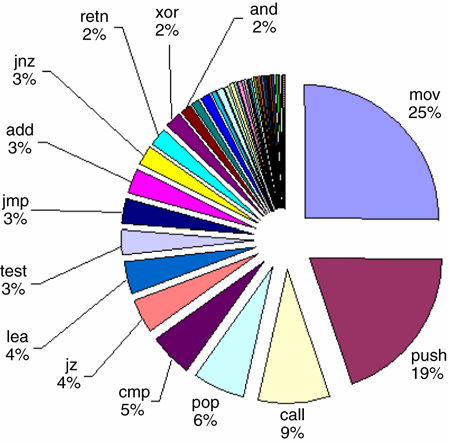 mov
25%
push
19%
call
9%
pop
6%
cmp
5%
jz
4%
lea
4%
test
3%
jmp
3%
add
3%
jnz
3%
retn
2%
xor
2%
and
2%